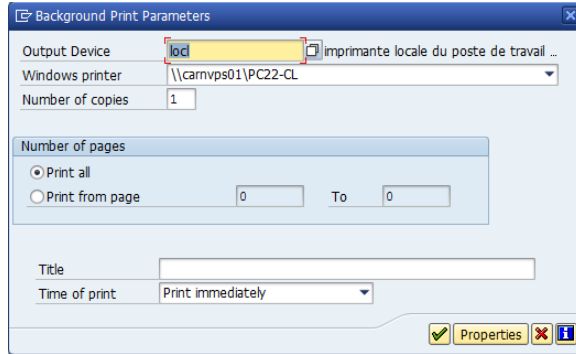 Background Print Parameters
Output Device locl imprimante locale du poste de travail ...
Windows printer \\carnvps01\PC22-CL
Number of copies 1
Number of pages
Print all
Print from page 0 To 0
Title
Time of print Print immediately
Properties